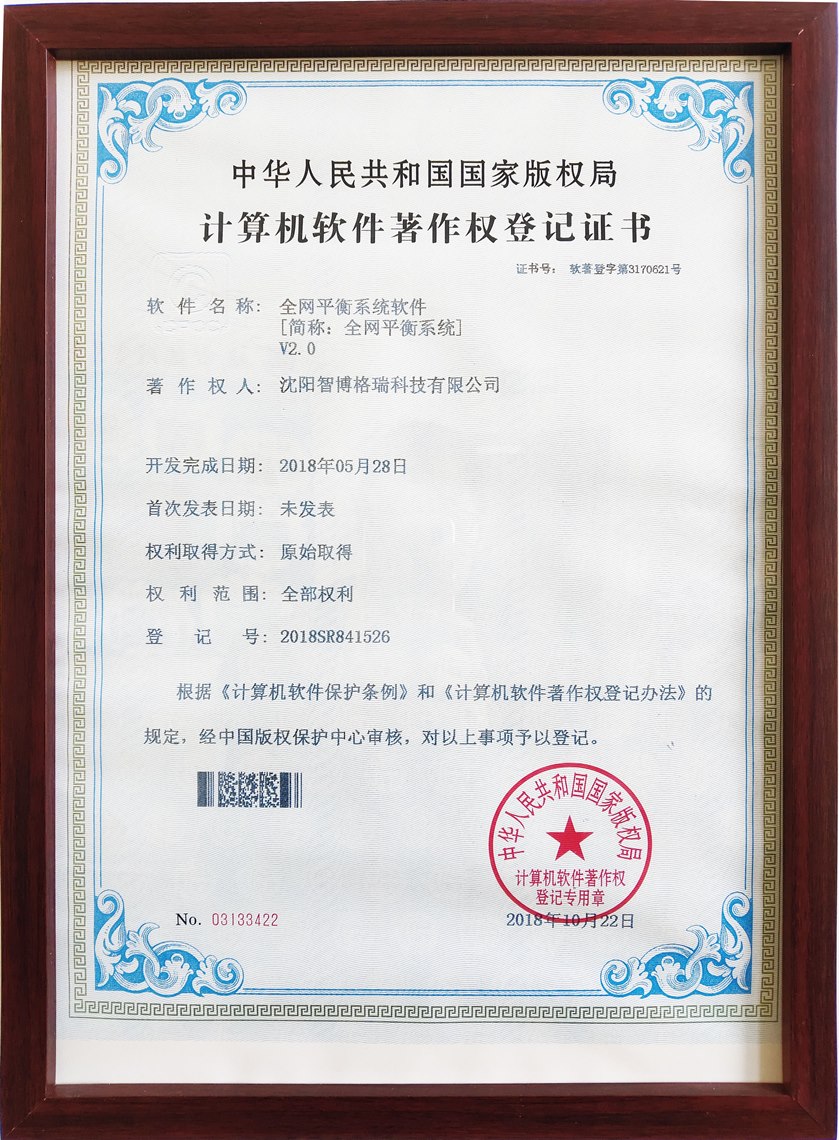 中华人民共和国国家版权局
计算机软件著作权登记证书
证书号： 软著登字第3170621号
软 件 名 称： 全网平衡系统软件
[简称：全网平衡系统]
V2.0
著 作 权 人： 沈阳智博格瑞科技有限公司
开发完成日期： 2018年05月28日
首次发表日期： 未发表
权利取得方式： 原始取得
权 利 范 围： 全部权利
登 记 号： 2018SR841526
根据《计算机软件保护条例》和《计算机软件著作权登记办法》的
规定，经中国版权保护中心审核，对以上事项予以登记。
中华人民共和国国家版权局
计算机软件著作权
登记专用章
No. 03133422
2018年10月22日